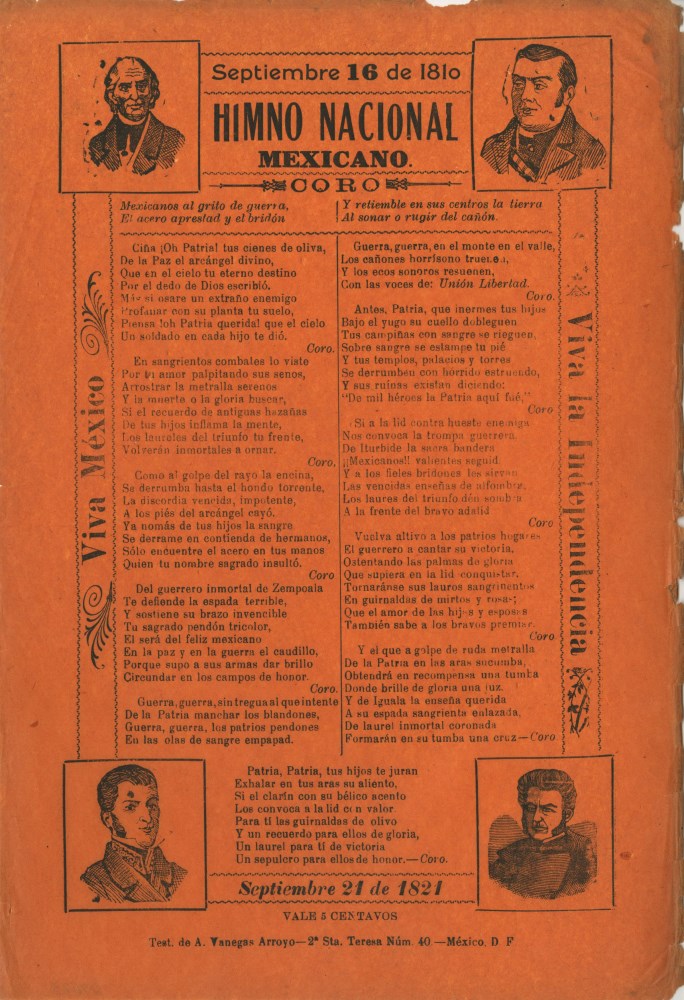 Septiembre 16 de 1810
HIMNO NACIONAL
MEXICANO.
CORO
Mexicanos al grito de guerra,
El acero aprestad y el bridón
Y retiemble en sus centros la tierra
Al sonar o rugir del cañón.
Viva México
Ciña ¡Oh Patria! tus cienes de oliva,
De la Paz el arcángel divino,
Que en el cielo tu eterno destino
Por el dedo de Dios escribió.
Más si osare un extraño enemigo
Profanar con su planta tu suelo,
Piensa ¡oh Patria querida! que el cielo
Un soldado en cada hijo te dió.
Coro.
En sangrientos combates lo viste
Por tu amor palpitando sus senos,
Arrostrar la metralla serenos
Y la muerte o la gloria buscar,
Si el recuerdo de antiguas hazañas
De tus hijos inflama la mente,
Los laureles del triunfo tu frente,
Volverán inmortales a ornar.
Coro.
Como al golpe del rayo la encina,
Se derrumba hasta el hondo torrente,
La discordia vencida, impotente,
A los piés del arcángel cayó.
Ya nomás de tus hijos la sangre
Se derrame en contienda de hermanos,
Sólo encuentre el acero en tus manos
Quien tu nombre sagrado insultó.
Coro
Del guerrero inmortal de Zempoala
Te defiende la espada terrible,
Y sostiene su brazo invencible
Tu sagrado pendón tricolor,
El será del feliz mexicano
En la paz y en la guerra el caudillo,
Porque supo a sus armas dar brillo
Circundar en los campos de honor.
Coro.
Guerra, guerra, sin tregua al que intente
De la Patria manchar los blandones,
Guerra, guerra, los patrios pendones
En las olas de sangre empapad.
Guerra, guerra, en el monte en el valle,
Los cañones horrísono truenen,
Y los ecos sonoros resuenen,
Con las voces de: Unión Libertad.
Coro.
Antes, Patria, que inermes tus hijos
Bajo el yugo su cuello dobleguen
Tus campiñas con sangre se rieguen,
Sobre sangre se estampe tu pié
Y tus templos, palacios y torres
Se derrumben con hórrido estruendo,
Y sus ruinas existan diciendo:
"De mil héroes la Patria aquí fué,"
Coro
Si a la lid contra hueste enemiga
Nos convoca la trompa guerrera
De Iturbide la sacra bandera
¡¡Mexicanos!! valientes seguid
Y a los fieles bridones les sirvan
Las vencidas enseñas de alfombra,
Los laures del triunfo dén sombra
A la frente del bravo adalid
Coro
Vuelva altivo a los patrios hogares
El guerrero a cantar su victoria,
Ostentando las palmas de gloria
Que supiera en la lid conquistar.
Tornaránse sus lauros sangrinentos
En guirnaldas de mirtos y rosas;
Que el amor de las hijas y esposas
También sabe a los bravos premiar.
Coro
Y el que a golpe de ruda metralla
De la Patria en las aras sucumba,
Obtendrá en recompensa una tumba
Donde brille de gloria una luz.
Y de Iguala la enseña querida
A su espada sangrienta enlazada,
De laurel inmortal coronada
Formarán en su tumba una cruz—Coro
Viva la Independencia
Patria, Patria, tus hijos te juran
Exhalar en tus aras su aliento,
Si el clarín con su bélico acento
Los convoca a la lid con valor
Para tí las guirnaldas de olivo
Y un recuerdo para ellos de gloria,
Un laurel para tí de victoria
Un sepulcro para ellos de honor.—Coro.
Septiembre 21 de 1821
VALE 5 CENTAVOS
Test. de A. Vanegas Arroyo—2ª Sta. Teresa Núm. 40.—México. D. F